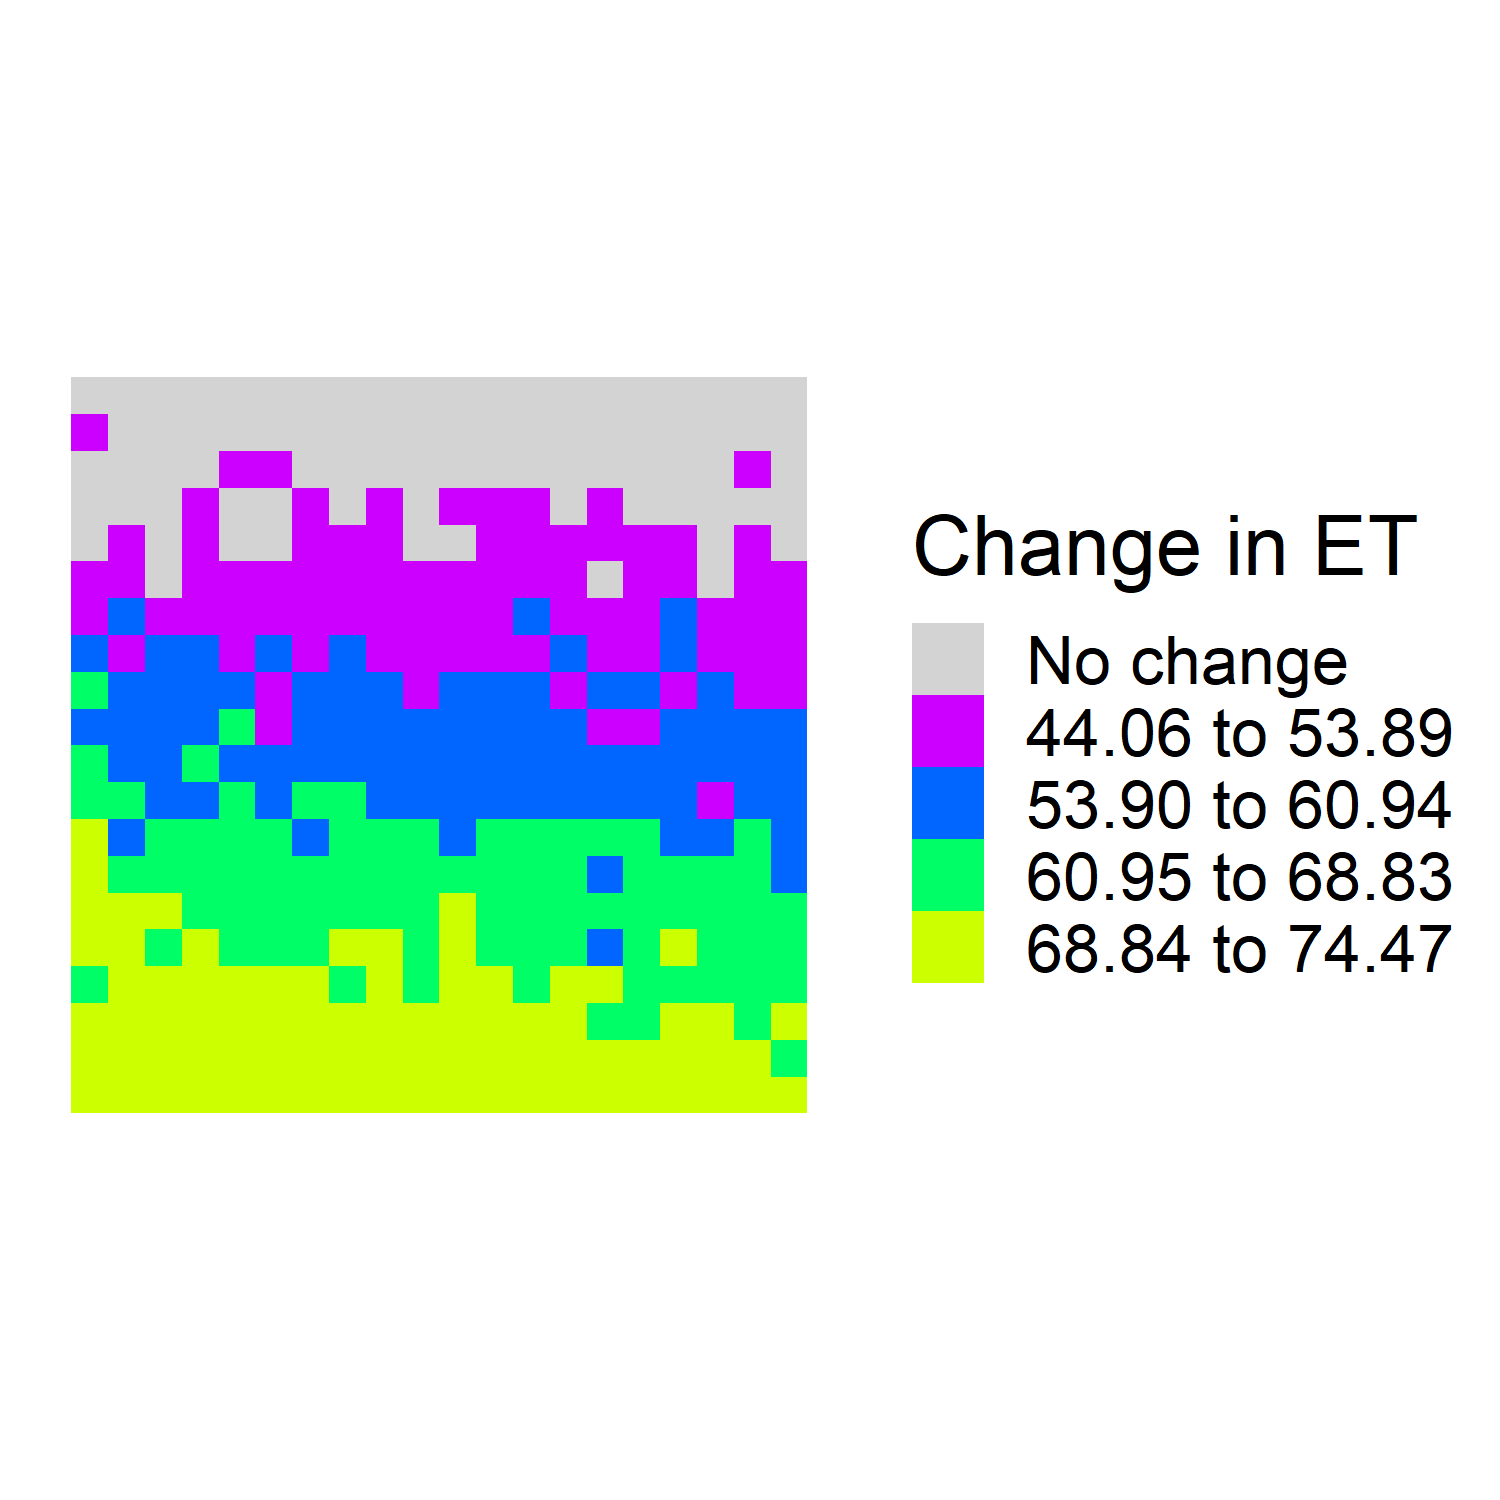 Change in ET
No change
44.06 to 53.89
53.90 to 60.94
60.95 to 68.83
68.84 to 74.47